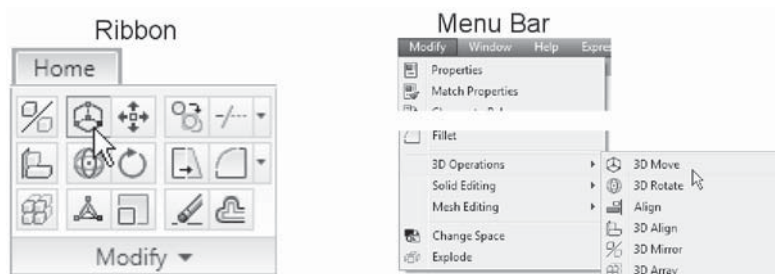 Ribbon
Home
Modify
Menu Bar
Modify Window Help
Properties
Match Properties
Fillet
3D Operations
Solid Editing
Mesh Editing
Change Space
Explode
3D Move
3D Rotate
Align
3D Align
3D Mirror
3D Array